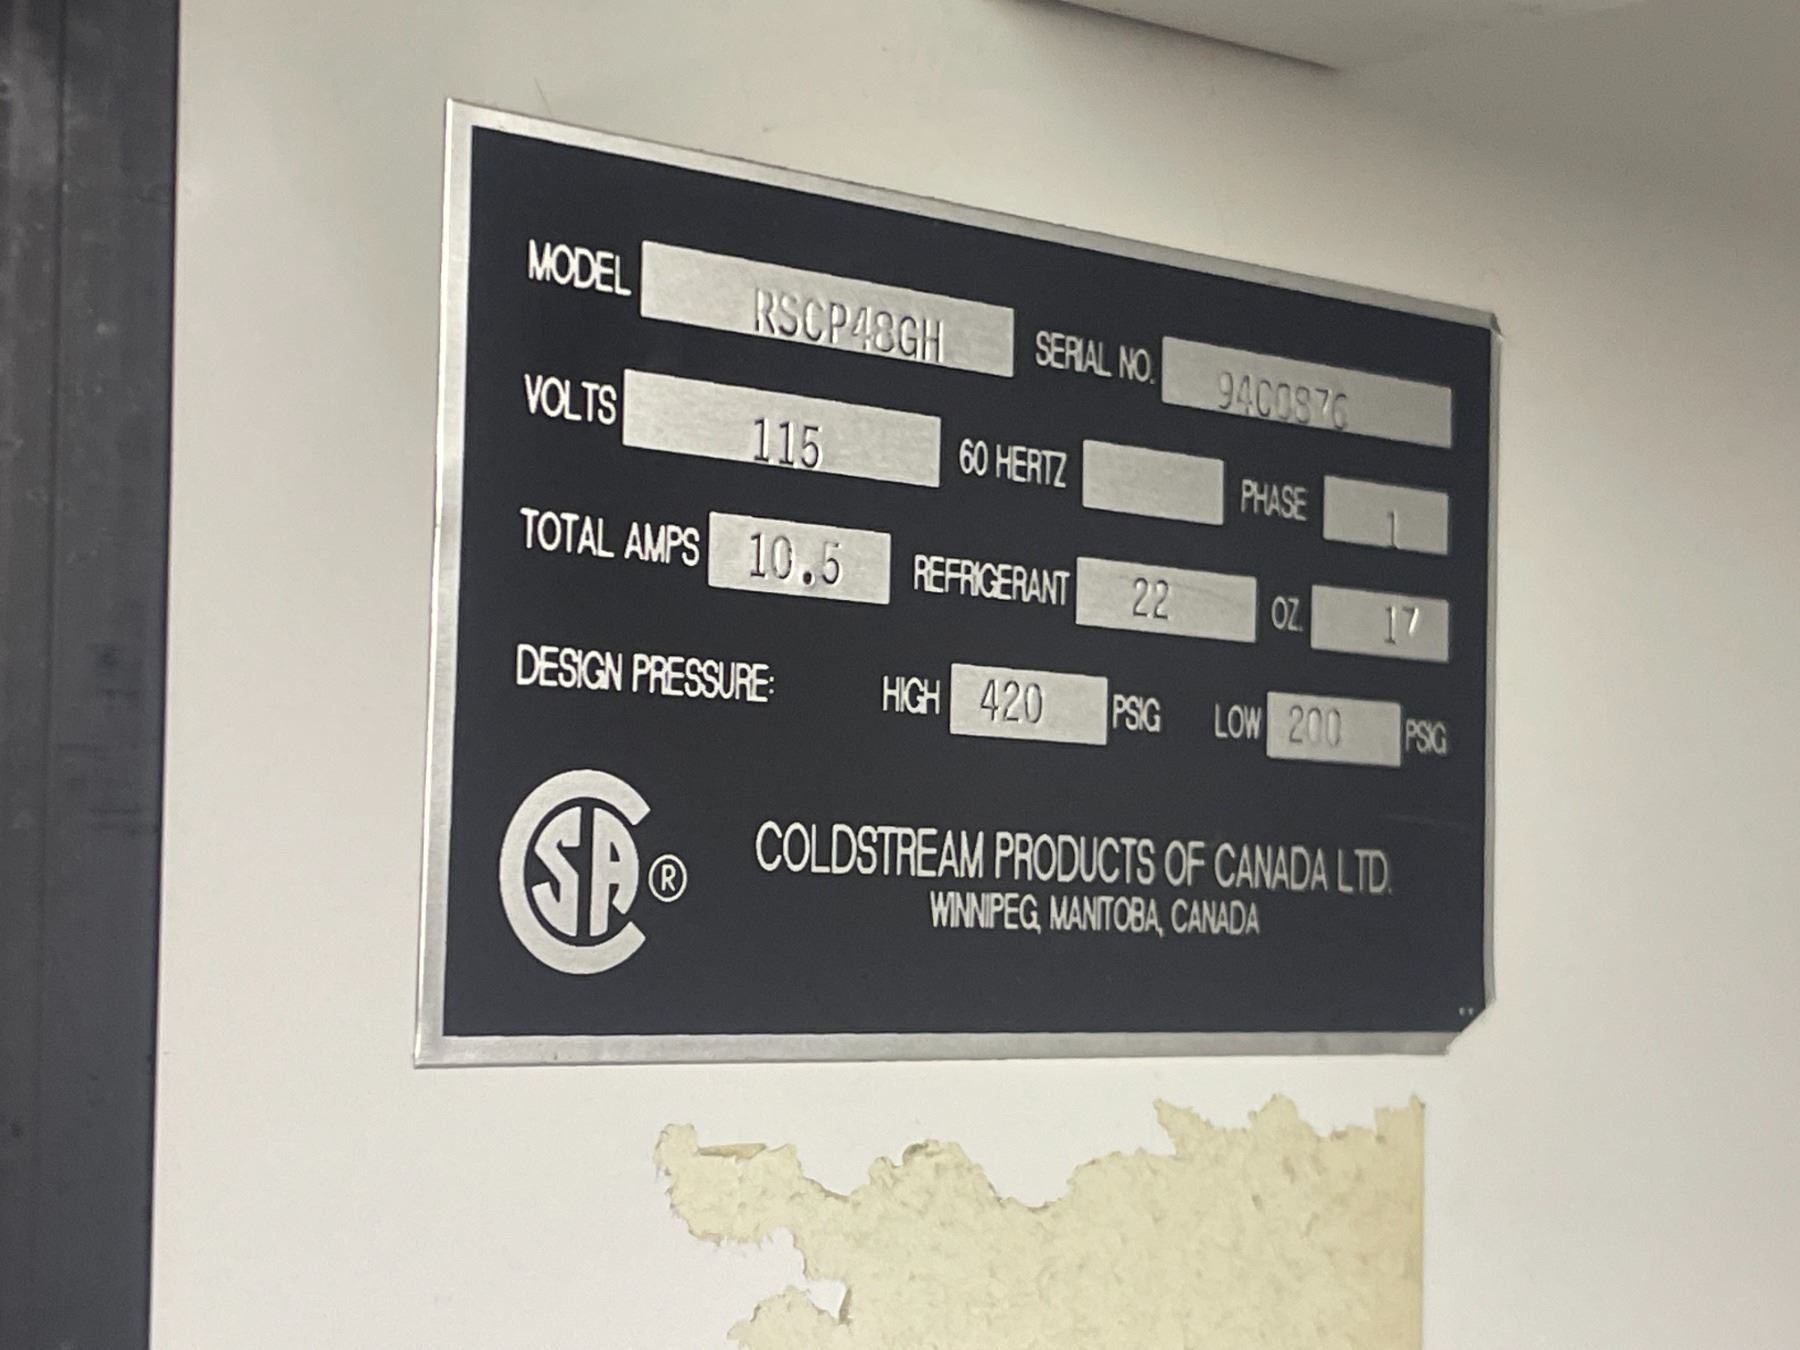 MODEL RSCP48GH SERIAL NO. 94C0876
VOLTS 115 60 HERTZ PHASE 1
TOTAL AMPS 10.5 REFRIGERANT 22 OZ. 17
DESIGN PRESSURE: HIGH 420 PSIG LOW 200 PSIG
CSA ® COLDSTREAM PRODUCTS OF CANADA LTD.
WINNIPEG, MANITOBA, CANADA